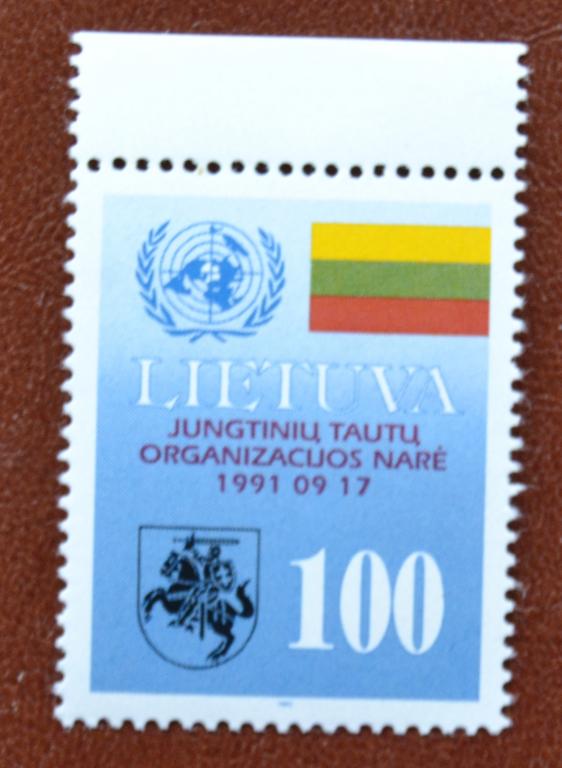 LIETUVA
JUNGTINIŲ TAUTŲ
ORGANIZACIJOS NARĖ
1991 09 17
100